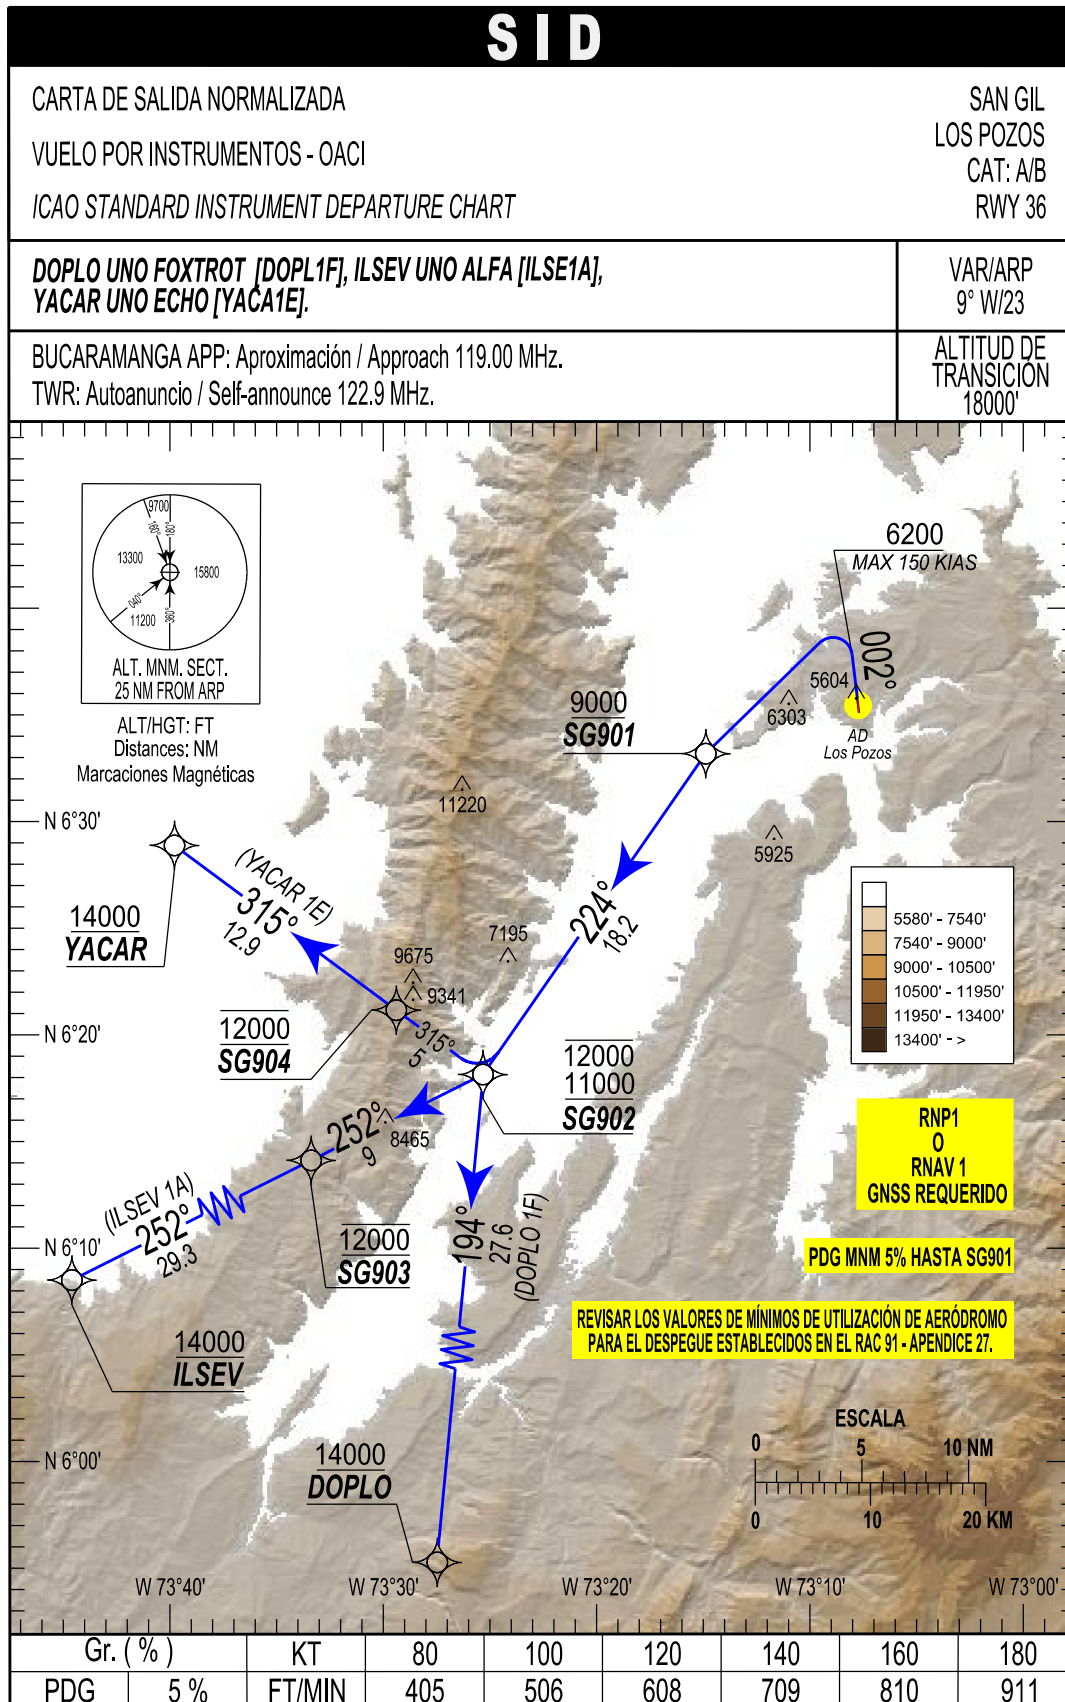 SID
CARTA DE SALIDA NORMALIZADA
VUELO POR INSTRUMENTOS - OACI
ICAO STANDARD INSTRUMENT DEPARTURE CHART
SAN GIL
LOS POZOS
CAT: A/B
RWY 36
DOPLO UNO FOXTROT [DOPL1F], ILSEV UNO ALFA [ILSE1A],
YACAR UNO ECHO [YACA1E].
VAR/ARP
9° W/23
BUCARAMANGA APP: Aproximación / Approach 119.00 MHz.
TWR: Autoanuncio / Self-announce 122.9 MHz.
ALTITUD DE
TRANSICIÓN
18000'
9700
160°
180°
13300
15800
040°
11200
360°
ALT. MNM. SECT.
25 NM FROM ARP
ALT/HGT: FT
Distances: NM
Marcaciones Magnéticas
6200
MAX 150 KIAS
002°
5604
6303
AD
Los Pozos
9000
SG901
11220
5925
N 6°30'
(YACAR 1E)
315°
12.9
14000
YACAR
224°
18.2
7195
9675
9341
5580' - 7540'
7540' - 9000'
9000' - 10500'
10500' - 11950'
11950' - 13400'
13400' - >
N 6°20'
12000
SG904
315°
5
12000
11000
SG902
252°
9
8465
RNP1
O
RNAV 1
GNSS REQUERIDO
(ILSEV 1A)
252°
29.3
194°
27.6
(DOPLO 1F)
N 6°10'
12000
SG903
PDG MNM 5% HASTA SG901
REVISAR LOS VALORES DE MÍNIMOS DE UTILIZACIÓN DE AERÓDROMO
PARA EL DESPEGUE ESTABLECIDOS EN EL RAC 91 - APENDICE 27.
14000
ILSEV
ESCALA
0 5 10 NM
0 10 20 KM
N 6°00'
14000
DOPLO
W 73°40' W 73°30' W 73°20' W 73°10' W 73°00'
Gr. ( % ) KT 80 100 120 140 160 180
PDG 5 % FT/MIN 405 506 608 709 810 911